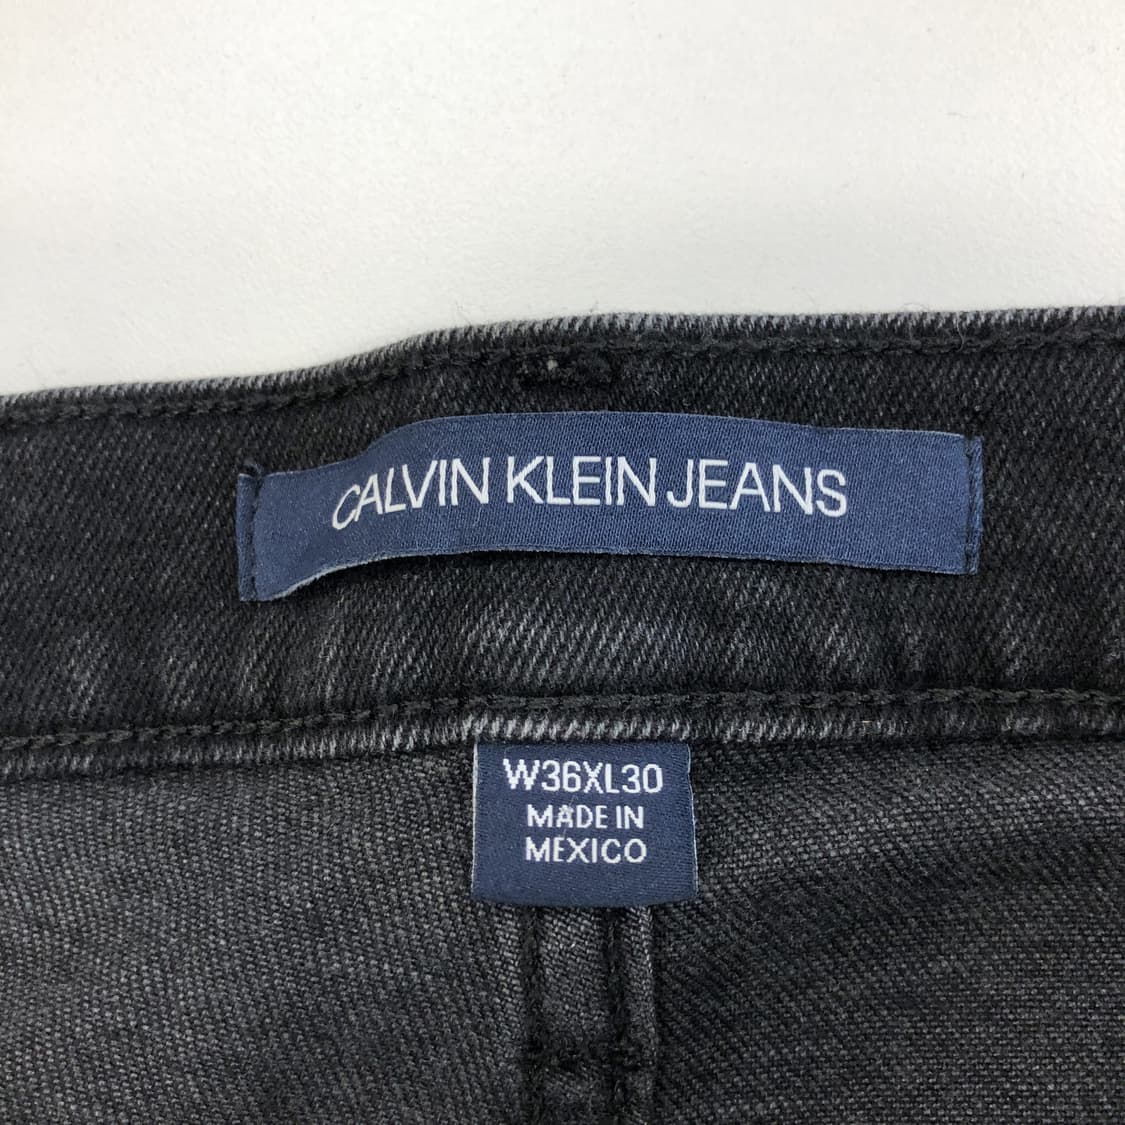 CALVIN KLEIN JEANS
W36XL30
MADE IN
MEXICO